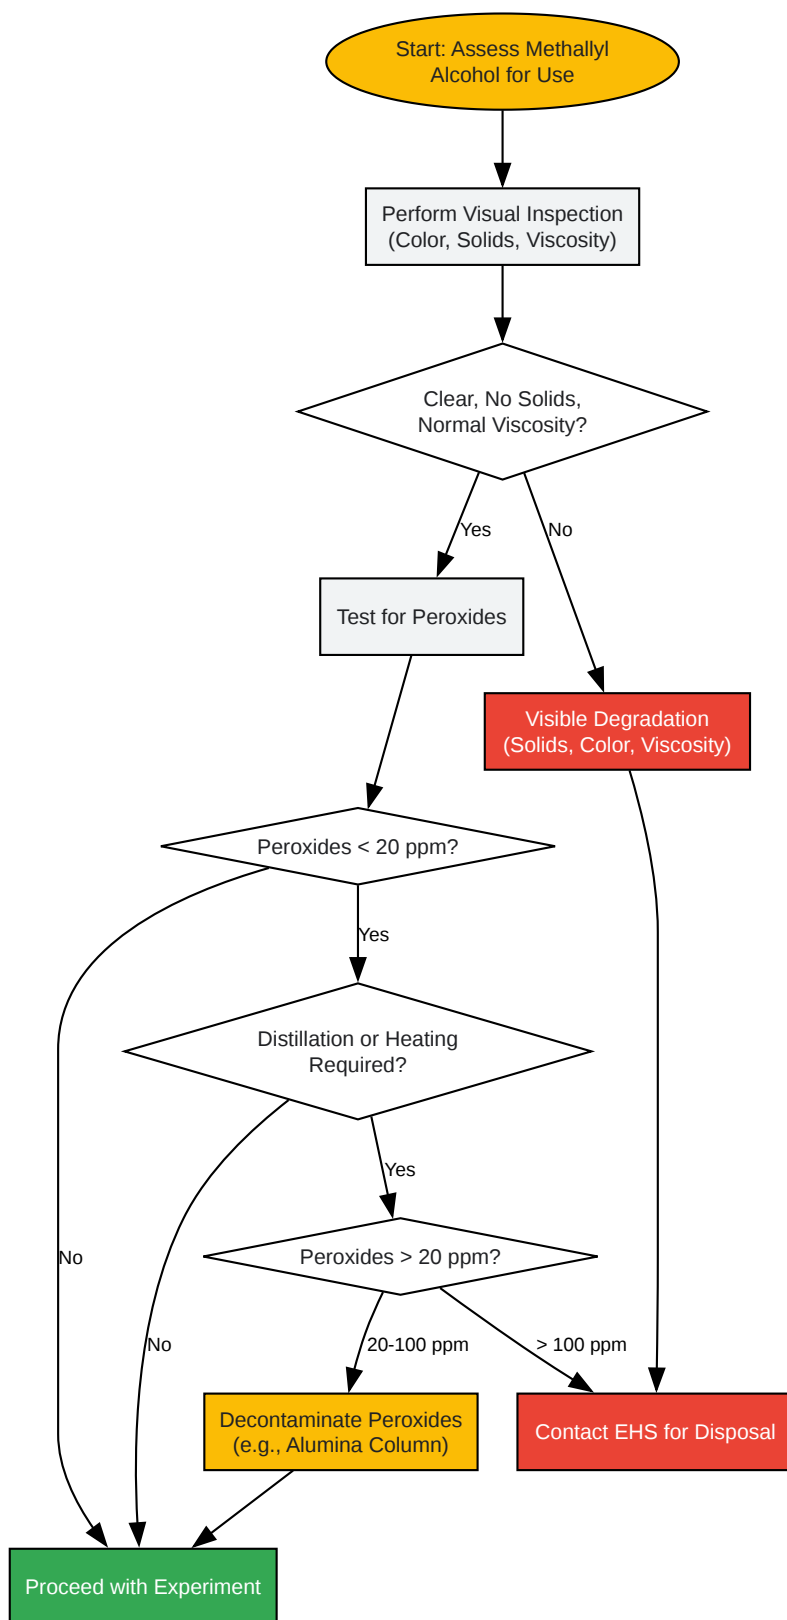 Start: Assess Methallyl
Alcohol for Use
Perform Visual Inspection
(Color, Solids, Viscosity)
Clear, No Solids,
Normal Viscosity?
Yes
No
Test for Peroxides
Visible Degradation
(Solids, Color, Viscosity)
Peroxides < 20 ppm?
Yes
Distillation or Heating
Required?
Yes
No
Peroxides > 20 ppm?
No
20-100 ppm
> 100 ppm
Decontaminate Peroxides
(e.g., Alumina Column)
Contact EHS for Disposal
Proceed with Experiment